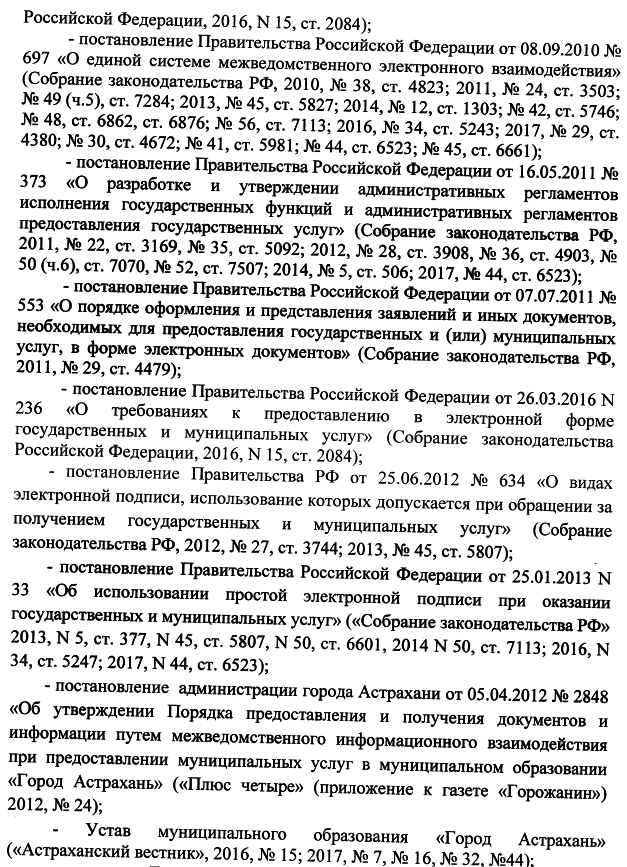 Российской Федерации, 2016, N 15, ст. 2084);
- постановление Правительства Российской Федерации от 08.09.2010 №
697 «О единой системе межведомственного электронного взаимодействия»
(Собрание законодательства РФ, 2010, № 38, ст. 4823; 2011, № 24, ст. 3503;
№ 49 (ч.5), ст. 7284; 2013, № 45, ст. 5827; 2014, № 12, ст. 1303; № 42, ст. 5746;
№ 48, ст. 6862, ст. 6876; № 56, ст. 7113; 2016, № 34, ст. 5243; 2017, № 29, ст.
4380; № 30, ст. 4672; № 41, ст. 5981; № 44, ст. 6523; № 45, ст. 6661);
- постановление Правительства Российской Федерации от 16.05.2011 №
373 «О разработке и утверждении административных регламентов
исполнения государственных функций и административных регламентов
предоставления государственных услуг» (Собрание законодательства РФ,
2011, № 22, ст. 3169, № 35, ст. 5092; 2012, № 28, ст. 3908, № 36, ст. 4903, №
50 (ч.6), ст. 7070, № 52, ст. 7507; 2014, № 5, ст. 506; 2017, № 44, ст. 6523);
- постановление Правительства Российской Федерации от 07.07.2011 №
553 «О порядке оформления и представления заявлений и иных документов,
необходимых для предоставления государственных и (или) муниципальных
услуг, в форме электронных документов» (Собрание законодательства РФ,
2011, № 29, ст. 4479);
- постановление Правительства Российской Федерации от 26.03.2016 N
236 «О требованиях к предоставлению в электронной форме
государственных и муниципальных услуг» (Собрание законодательства
Российской Федерации, 2016, N 15, ст. 2084);
- постановление Правительства РФ от 25.06.2012 № 634 «О видах
электронной подписи, использование которых допускается при обращении за
получением государственных и муниципальных услуг» (Собрание
законодательства РФ, 2012, № 27, ст. 3744; 2013, № 45, ст. 5807);
- постановление Правительства Российской Федерации от 25.01.2013 N
33 «Об использовании простой электронной подписи при оказании
государственных и муниципальных услуг» («Собрание законодательства РФ»
2013, N 5, ст. 377, N 45, ст. 5807, N 50, ст. 6601, 2014 N 50, ст. 7113; 2016, N
34, ст. 5247; 2017, N 44, ст. 6523);
- постановление администрации города Астрахани от 05.04.2012 № 2848
«Об утверждении Порядка предоставления и получения документов и
информации путем межведомственного информационного взаимодействия
при предоставлении муниципальных услуг в муниципальном образовании
«Город Астрахань» («Плюс четыре» (приложение к газете «Горожанин»)
2012, № 24);
- Устав муниципального образования «Город Астрахань»
(«Астраханский вестник», 2016, № 15; 2017, № 7, № 16, № 32, №44);